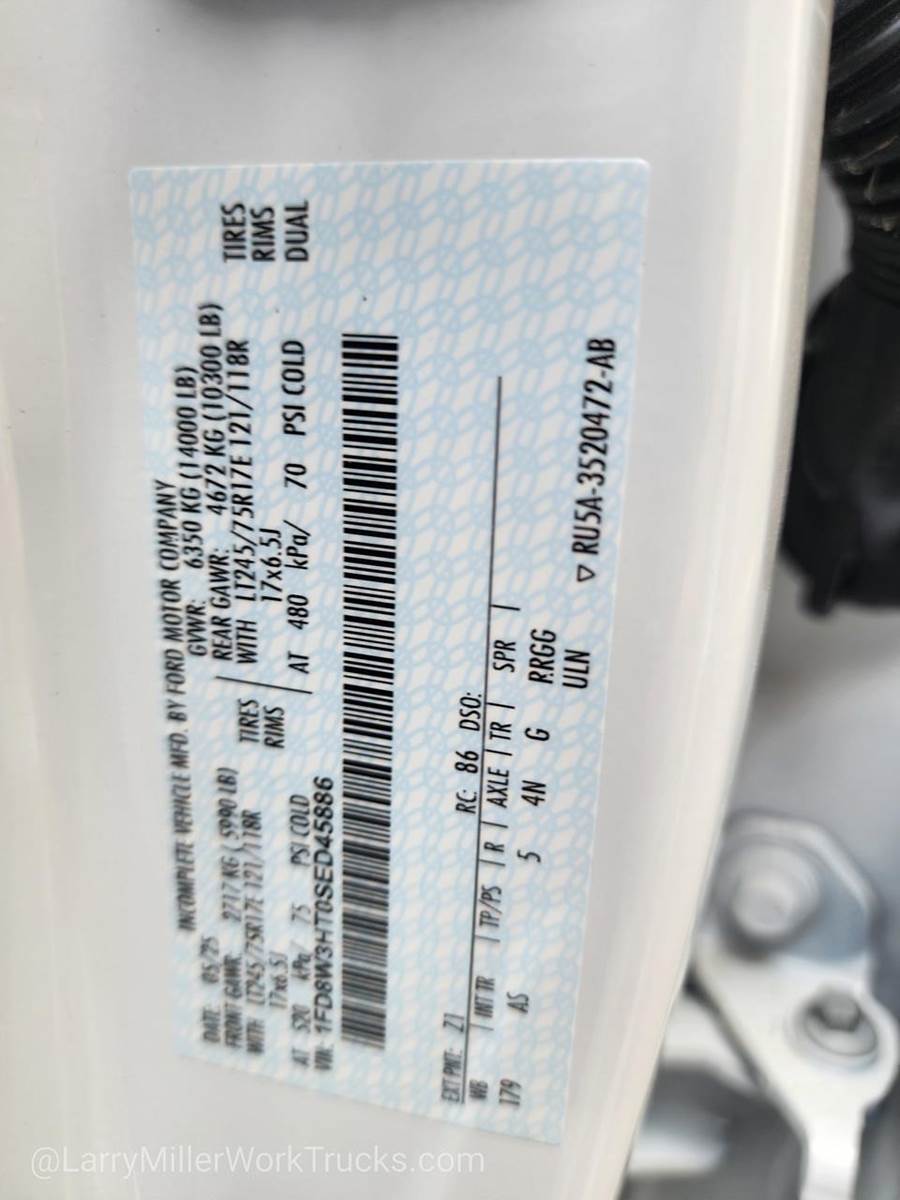 INCOMPLETE VEHICLE MFD. BY FORD MOTOR COMPANY
DATE: 05/25 GVWR: 6350 KG (14000 LB)
FRONT GAWR: 2717 KG (5990 LB) REAR GAWR: 4672 KG (10300 LB)
WITH LT245/75R17E 121/118R TIRES WITH LT245/75R17E 121/118R TIRES
17x6.5J RIMS 17x6.5J RIMS
AT 520 kPa/ 75 PSI COLD AT 480 kPa/ 70 PSI COLD DUAL
VIN: 1FD8W3HT0SED45886
EXT PNT: Z1 RC: 86 DSO:
WB INT TR TP/PS R AXLE TR SPR
179 AS 5 4N G RRGG
ULN
▽ RU5A-3520472-AB
@LarryMillerWorkTrucks.com